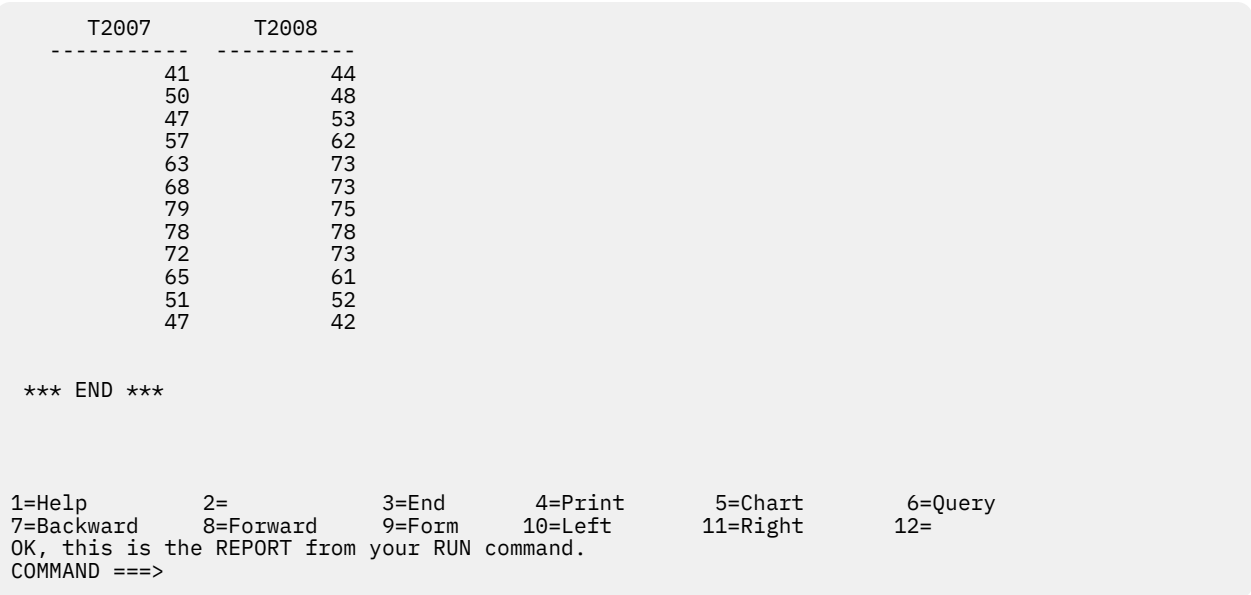 T2007 T2008
----------- -----------
41 44
50 48
47 53
57 62
63 73
68 73
79 75
78 78
72 73
65 61
51 52
47 42
*** END ***
1=Help 2= 3=End 4=Print 5=Chart 6=Query
7=Backward 8=Forward 9=Form 10=Left 11=Right 12=
OK, this is the REPORT from your RUN command.
COMMAND ===>